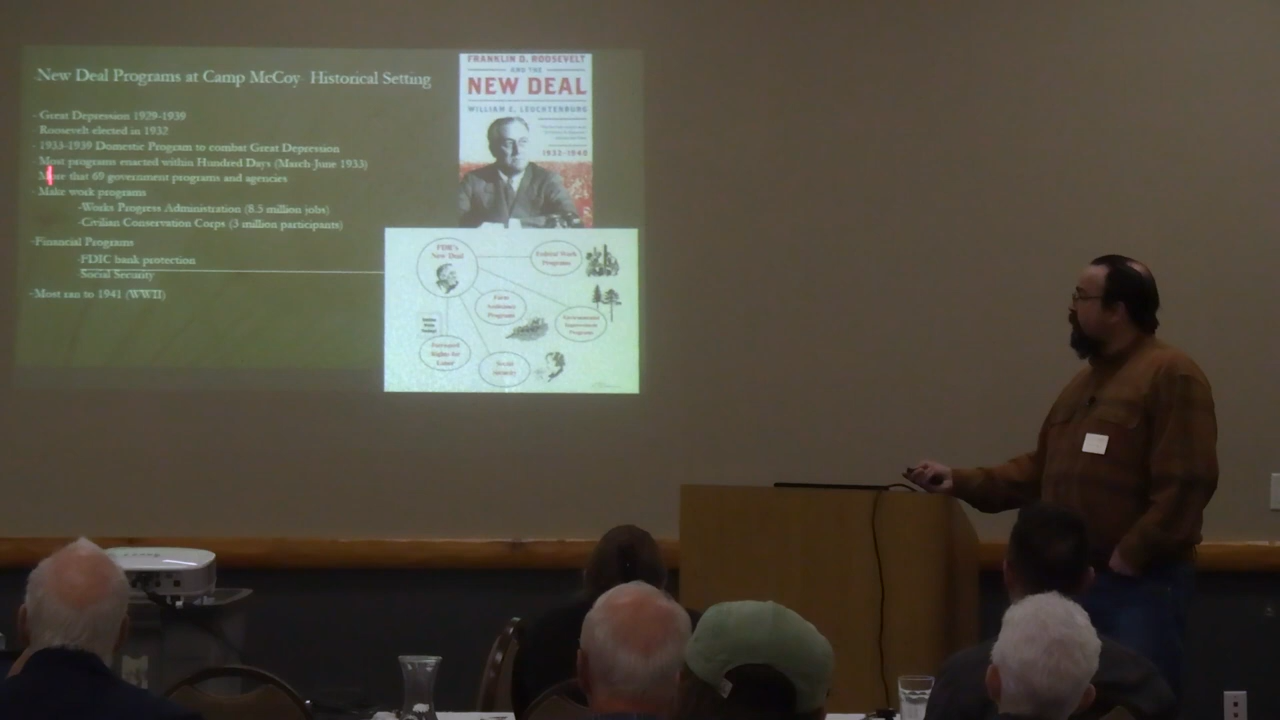 New Deal Programs at Camp McCoy- Historical Setting
- Great Depression 1929-1939
- Roosevelt elected in 1932
- 1933-1939 Domestic Program to combat Great Depression
- Most programs enacted within Hundred Days (March-June 1933)
- More that 69 government programs and agencies
- Make work programs
-Works Progress Administration (8.5 million jobs)
-Civilian Conservation Corps (3 million participants)
-Financial Programs
-FDIC bank protection
-Social Security
-Most ran to 1941 (WWII)
FRANKLIN D. ROOSEVELT
AND THE
NEW DEAL
WILLIAM E. LEUCHTENBURG
1932-1940
FDR's
New Deal
Federal Work
Programs
Farm
Assistance
Programs
Environmental
Improvement
Programs
Increased
Rights for
Labor
Social
Security